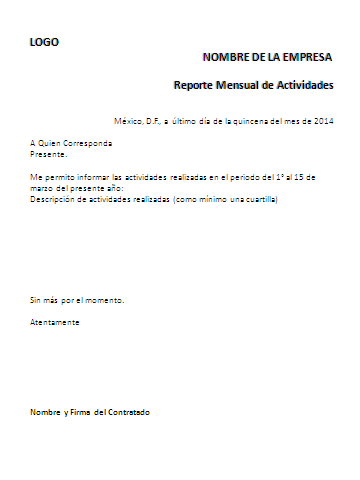 LOGO
NOMBRE DE LA EMPRESA
Reporte Mensual de Actividades
México, D.F., a último día de la quincena del mes de 2014
A Quien Corresponda
Presente.
Me permito informar las actividades realizadas en el periodo del 1° al 15 de
marzo del presente año:
Descripción de actividades realizadas (como mínimo una cuartilla)
Sin más por el momento.
Atentamente
Nombre y Firma del Contratado